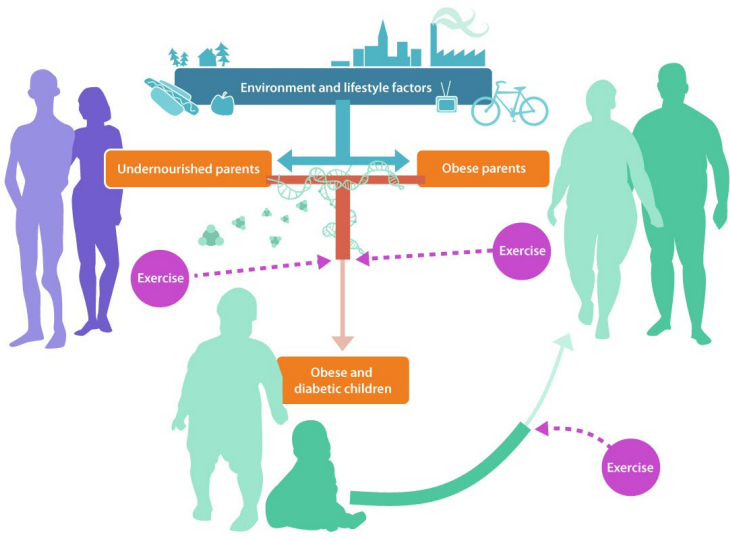 Environment and lifestyle factors
Undernourished parents
Obese parents
Exercise
Exercise
Obese and
diabetic children
Exercise